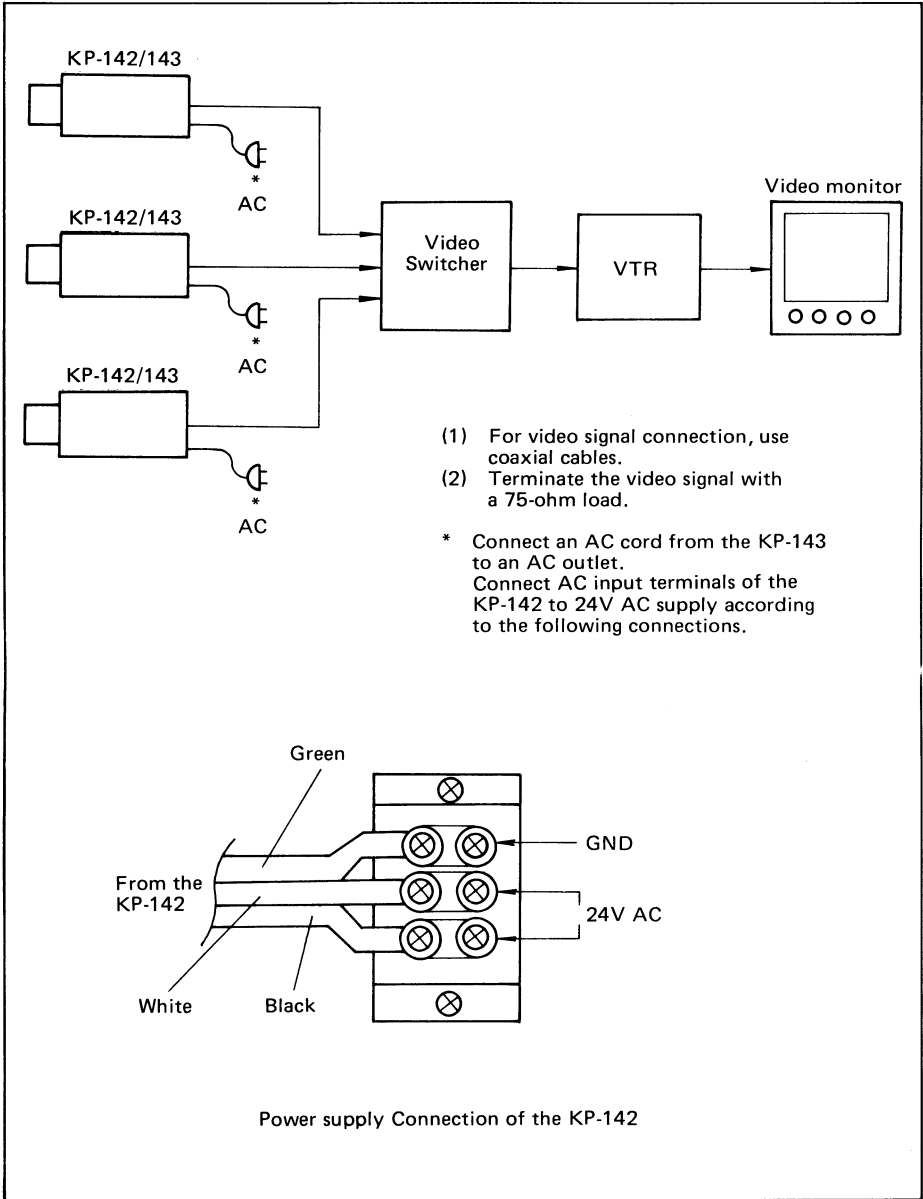 KP-142/143
*
AC
KP-142/143
*
AC
KP-142/143
*
AC
Video
Switcher
VTR
Video monitor
(1) For video signal connection, use
coaxial cables.
(2) Terminate the video signal with
a 75-ohm load.
* Connect an AC cord from the KP-143
to an AC outlet.
Connect AC input terminals of the
KP-142 to 24V AC supply according
to the following connections.
Green
From the
KP-142
White
Black
GND
24V AC
Power supply Connection of the KP-142